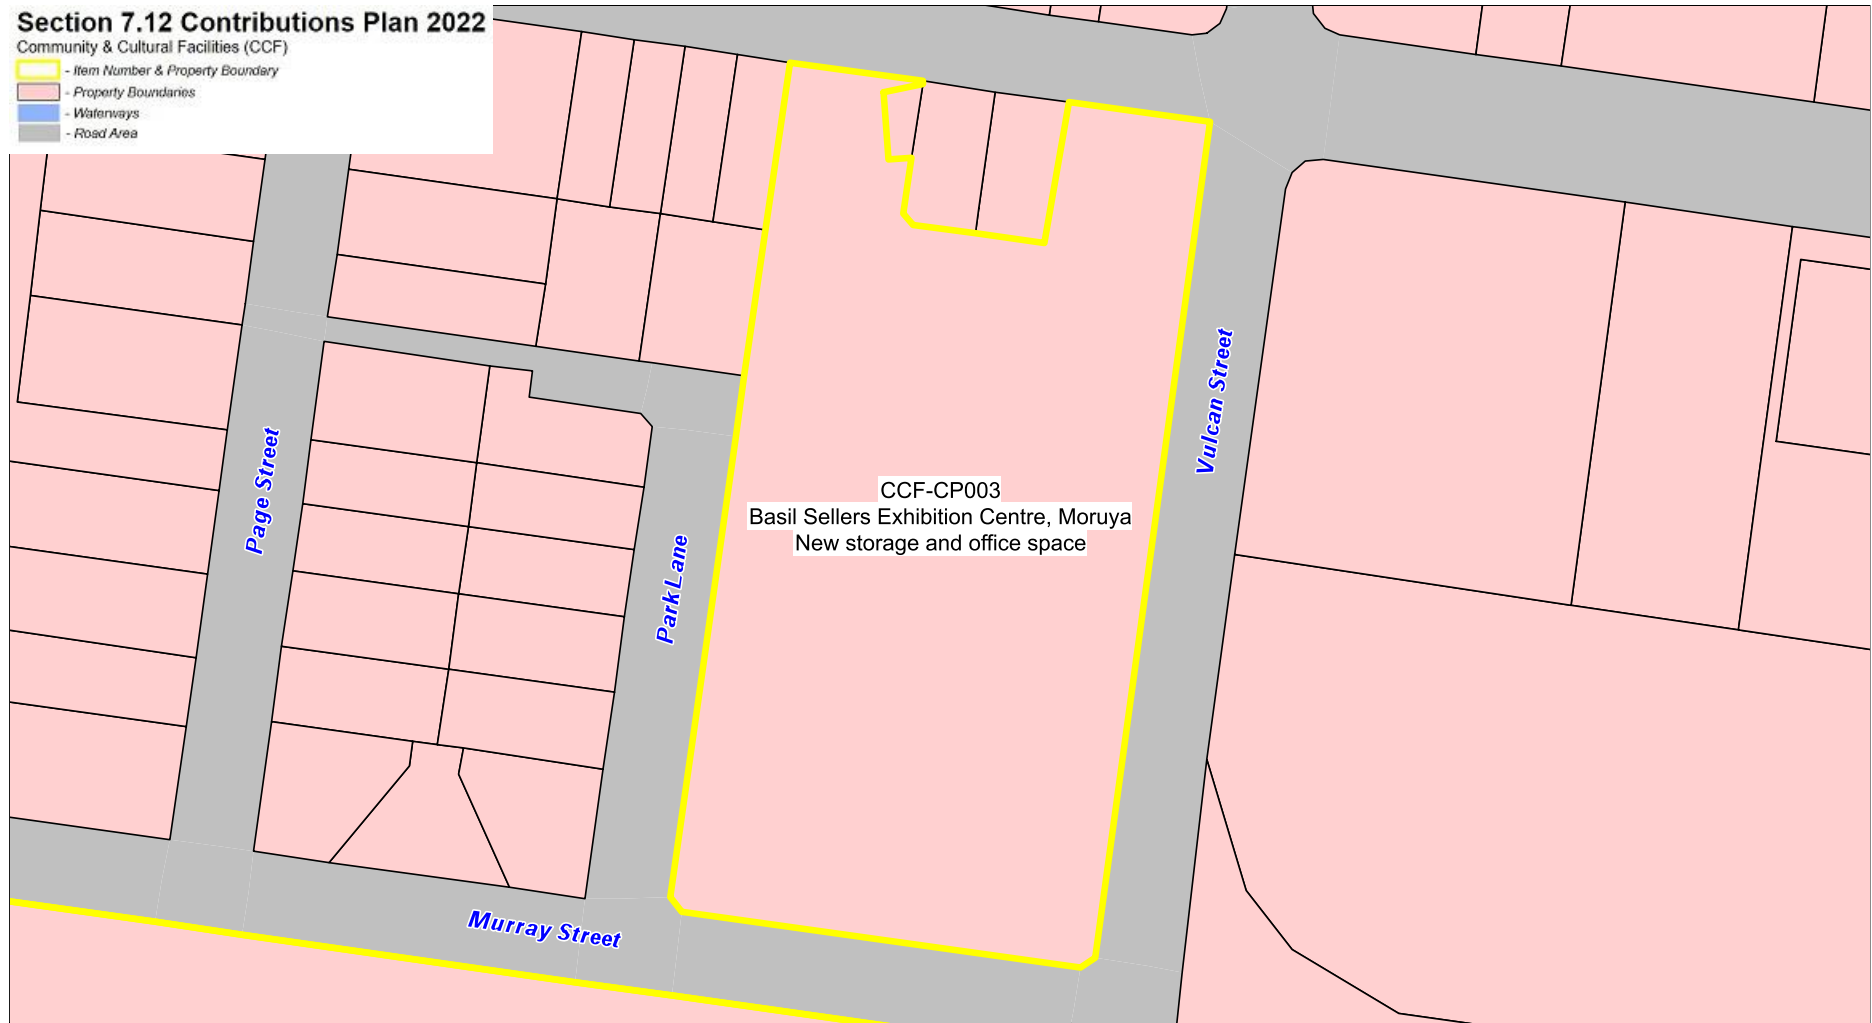 Section 7.12 Contributions Plan 2022
Community & Cultural Facilities (CCF)
- Item Number & Property Boundary
- Property Boundaries
- Waterways
- Road Area
Vulcan Street
Page Street
CCF-CP003
Basil Sellers Exhibition Centre, Moruya
New storage and office space
Park Lane
Murray Street